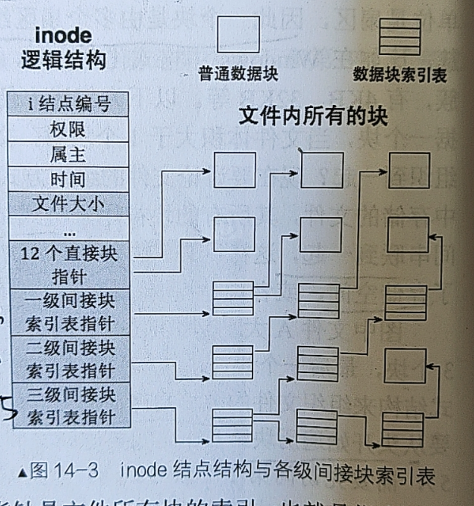 inode
逻辑结构
普通数据块
数据块索引表
文件内所有的块
i结点编号
权限
属主
时间
文件大小
...
12个直接块
指针
一级间接块
索引表指针
二级间接块
索引表指针
三级间接块
索引表指针
▲图 14-3 inode 结点结构与各级间接块索引表